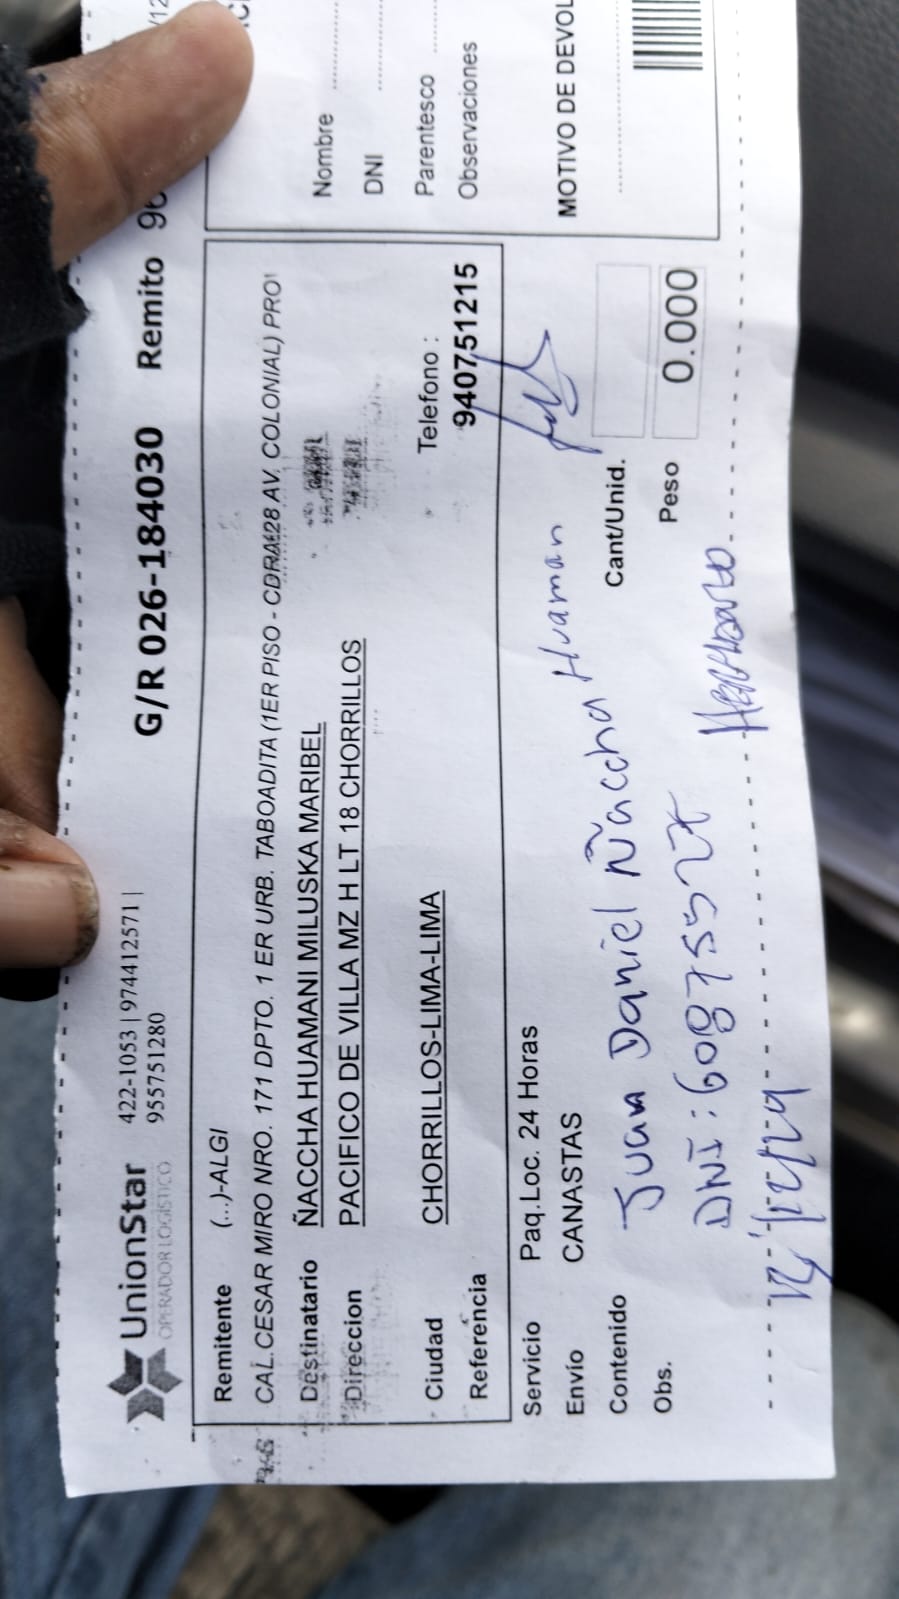 UnionStar
OPERADOR LOGÍSTICO
422-1053 | 974412571 |
955751280
G/R 026-184030 Remito 96
Remitente (...)-ALGI
CAL.CESAR MIRO NRO. 171 DPTO. 1 ER URB. TABOADITA (1ER PISO - CDRA 28 AV. COLONIAL) PRO
Destinatario ÑACCHA HUAMANI MILUSKA MARIBEL
Direccion PACIFICO DE VILLA MZ H LT 18 CHORRILLOS
Ciudad CHORRILLOS-LIMA-LIMA
Telefono :
Referencia
940751215
Servicio Paq.Loc. 24 Horas
Envío CANASTAS
Contenido
Obs.
Cant/Unid.
Peso 0.000
Juan Daniel Ñaccha Huaman
DNI: 60875527
Hermano
Nombre
DNI
Parentesco
Observaciones
MOTIVO DE DEVOL